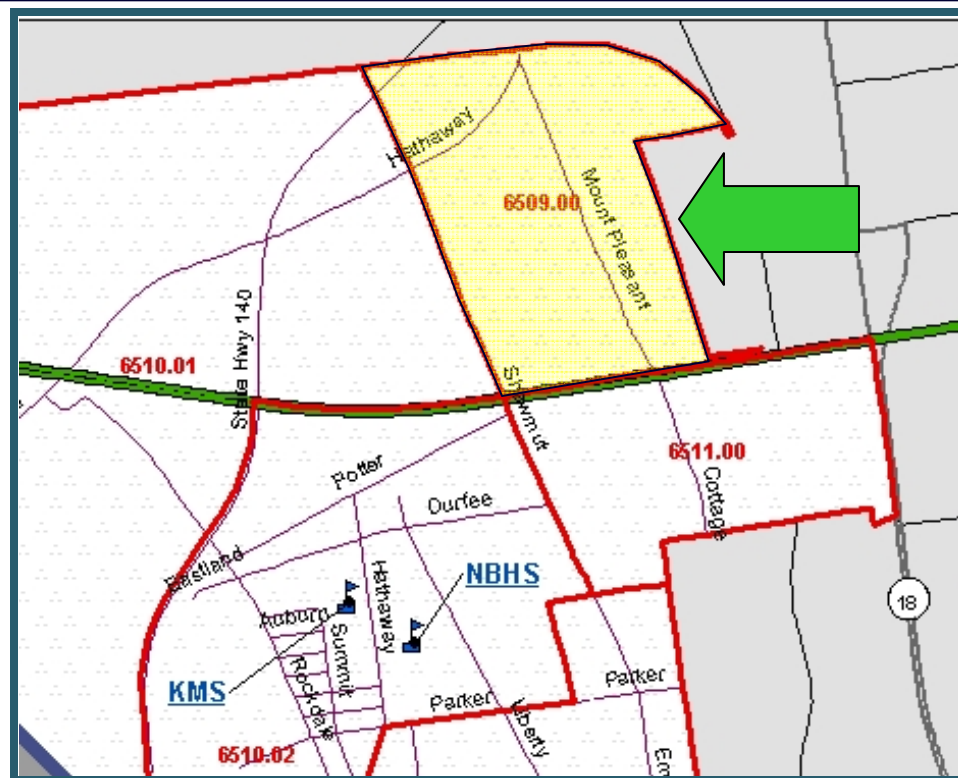 Hathaway
6509.00
Mount Pleasant
State Hwy 140
6510.01
Shawmut
6511.00
Potter
Cottage
Durfee
Eastland
Hathaway
NBHS
18
Auburn
Summit
KMS
Rockdale
Parker
Parker
Liberty
6510.02
Em